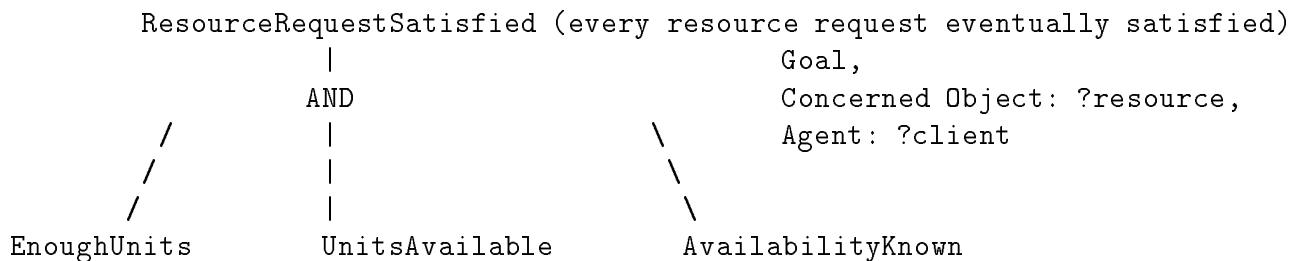 ResourceRequestSatisfied (every resource request eventually satisfied)
| Goal,
AND Concerned Object: ?resource,
/ | \ Agent: ?client
/ | \
/ | \
EnoughUnits UnitsAvailable AvailabilityKnown